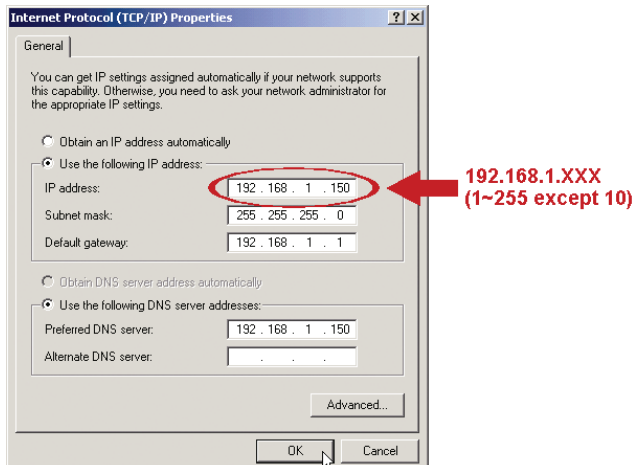 Internet Protocol (TCP/IP) Properties
General
You can get IP settings assigned automatically if your network supports
this capability. Otherwise, you need to ask your network administrator for
the appropriate IP settings.
Obtain an IP address automatically
Use the following IP address:
IP address: 192 . 168 . 1 . 150
192.168.1.XXX
(1~255 except 10)
Subnet mask: 255 . 255 . 255 . 0
Default gateway: 192 . 168 . 1 . 1
Obtain DNS server address automatically
Use the following DNS server addresses:
Preferred DNS server: 192 . 168 . 1 . 150
Alternate DNS server: . . .
Advanced...
OK Cancel